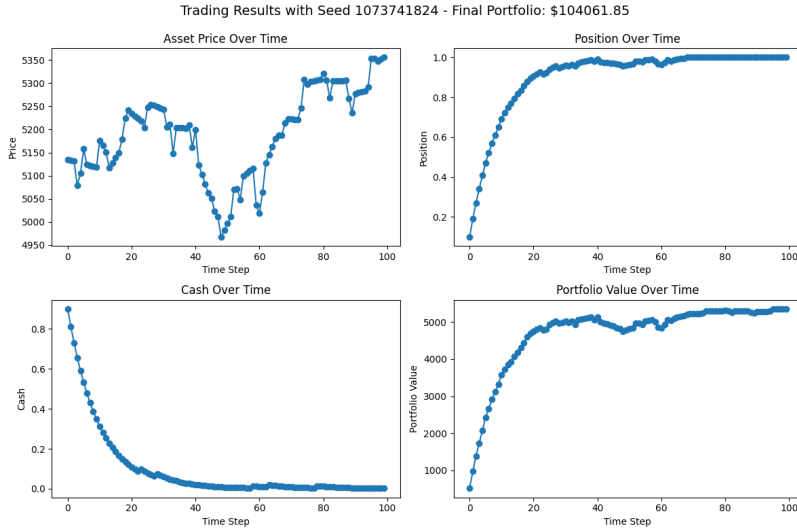 Trading Results with Seed 1073741824 - Final Portfolio: $104061.85
Asset Price Over Time
Price
5350
5300
5250
5200
5150
5100
5050
5000
4950
0 20 40 60 80 100
Time Step
Position Over Time
Position
1.0
0.8
0.6
0.4
0.2
0 20 40 60 80 100
Time Step
Cash Over Time
Cash
0.8
0.6
0.4
0.2
0.0
0 20 40 60 80 100
Time Step
Portfolio Value Over Time
Portfolio Value
5000
4000
3000
2000
1000
0 20 40 60 80 100
Time Step